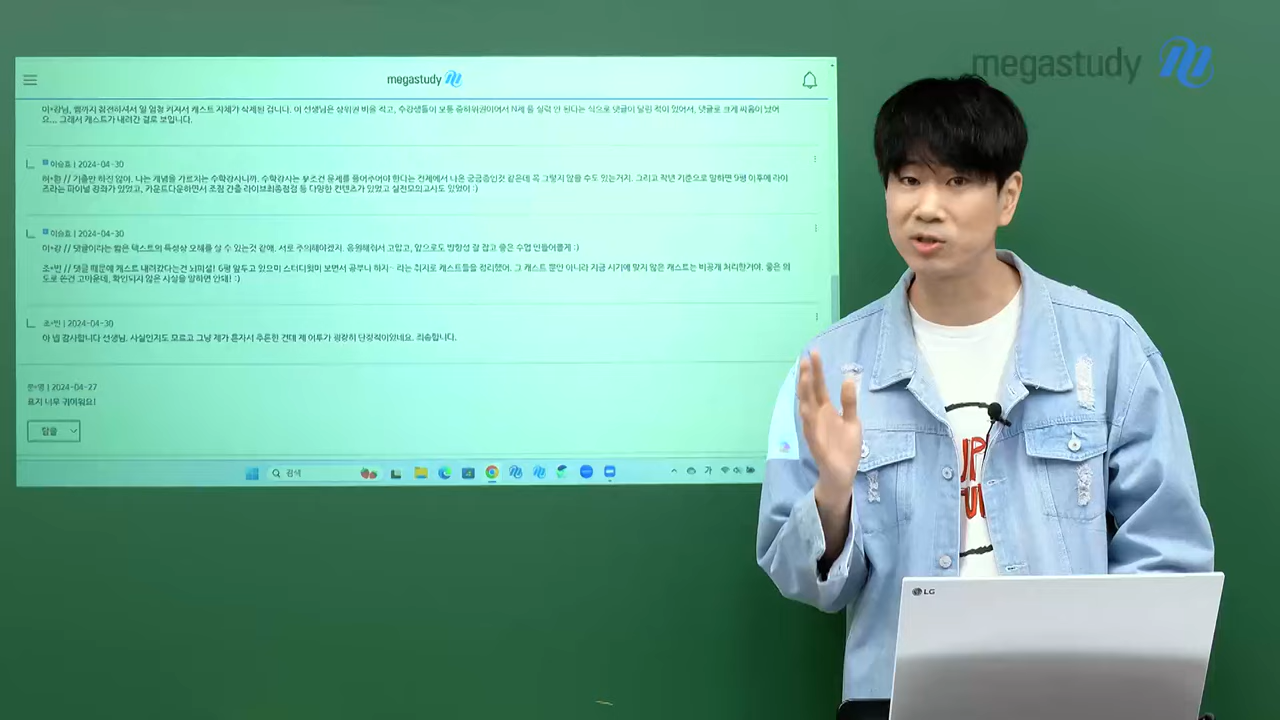 megastudy
megastudy
이*강님, 쌤까지 참전하셔서 일 엄청 커져서 캐스트 자체가 삭제된 겁니다. 이 선생님은 상위권 비율 적고, 수강생들이 보통 중하위권이어서 N제 풀 실력 안 된다는 식으로 댓글이 달린 적이 있어서, 댓글로 크게 싸움이 났어
요... 그래서 캐스트가 내려간 걸로 보입니다.
이승효 | 2024-04-30
허*환 // 기출만 하진 않아. 나는 개념을 가르치는 수학강사니까. 수학강사는 무조건 문제를 풀어주어야 한다는 전제에서 나온 궁금증인것 같은데 꼭 그렇지 않을 수도 있는거지. 그리고 작년 기준으로 말하면 9평 이후에 라이
즈라는 파이널 강좌가 있었고, 카운트다운하면서 조점 간출 라이브최종점검 등 다양한 컨텐츠가 있었고 실전모의고사도 있었어 :)
이승효 | 2024-04-30
이*강 // 댓글이라는 짧은 텍스트의 특성상 오해를 살 수 있는것 같애. 서로 주의해야겠지. 응원해줘서 고맙고, 앞으로도 방향성 잘 잡고 좋은 수업 만들어줄게 :)
조*빈 // 댓글 때문에 캐스트 내려갔다는건 뇌피셜! 6평 앞두고 있으미 스터디윗미 보면서 공부나 하지~ 라는 취지로 캐스트들을 정리했어. 그 캐스트 뿐만 아니라 지금 시기에 맞지 않은 캐스트는 비공개 처리한거야. 좋은 의
도로 쓴건 고마운데, 확인되지 않은 사실을 말하면 안돼! :)
조*빈 | 2024-04-30
아 넵 감사합니다 선생님. 사실인지도 모르고 그냥 제가 혼자서 추론한 건데 제 어투가 굉장히 단정적이었네요. 죄송합니다.
문*영 | 2024-04-27
표지 너무 귀여워요!
답글
검색
가
UP
LG